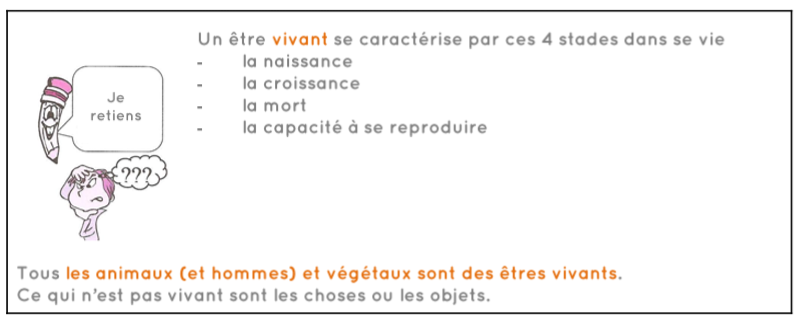 Un être vivant se caractérise par ces 4 stades dans se vie
- la naissance
- la croissance
- la mort
- la capacité à se reproduire
Je
retiens
???
Tous les animaux (et hommes) et végétaux sont des êtres vivants.
Ce qui n'est pas vivant sont les choses ou les objets.